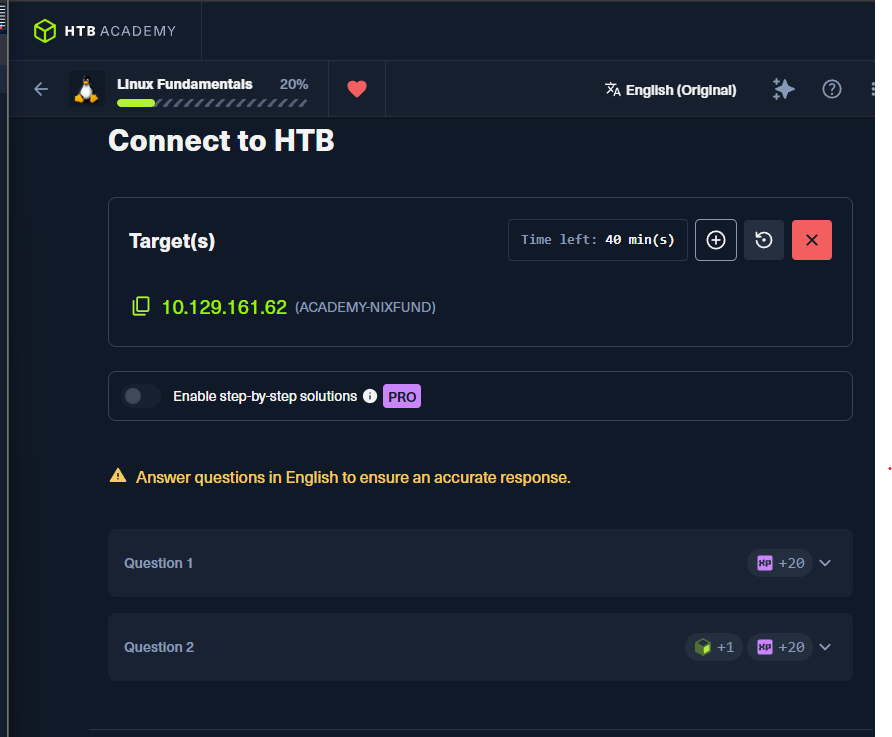 HTB ACADEMY
Linux Fundamentals 20%
English (Original)
Connect to HTB
Target(s)
Time left: 40 min(s)
10.129.161.62 (ACADEMY-NIXFUND)
Enable step-by-step solutions PRO
Answer questions in English to ensure an accurate response.
Question 1 XP +20
Question 2 +1 XP +20